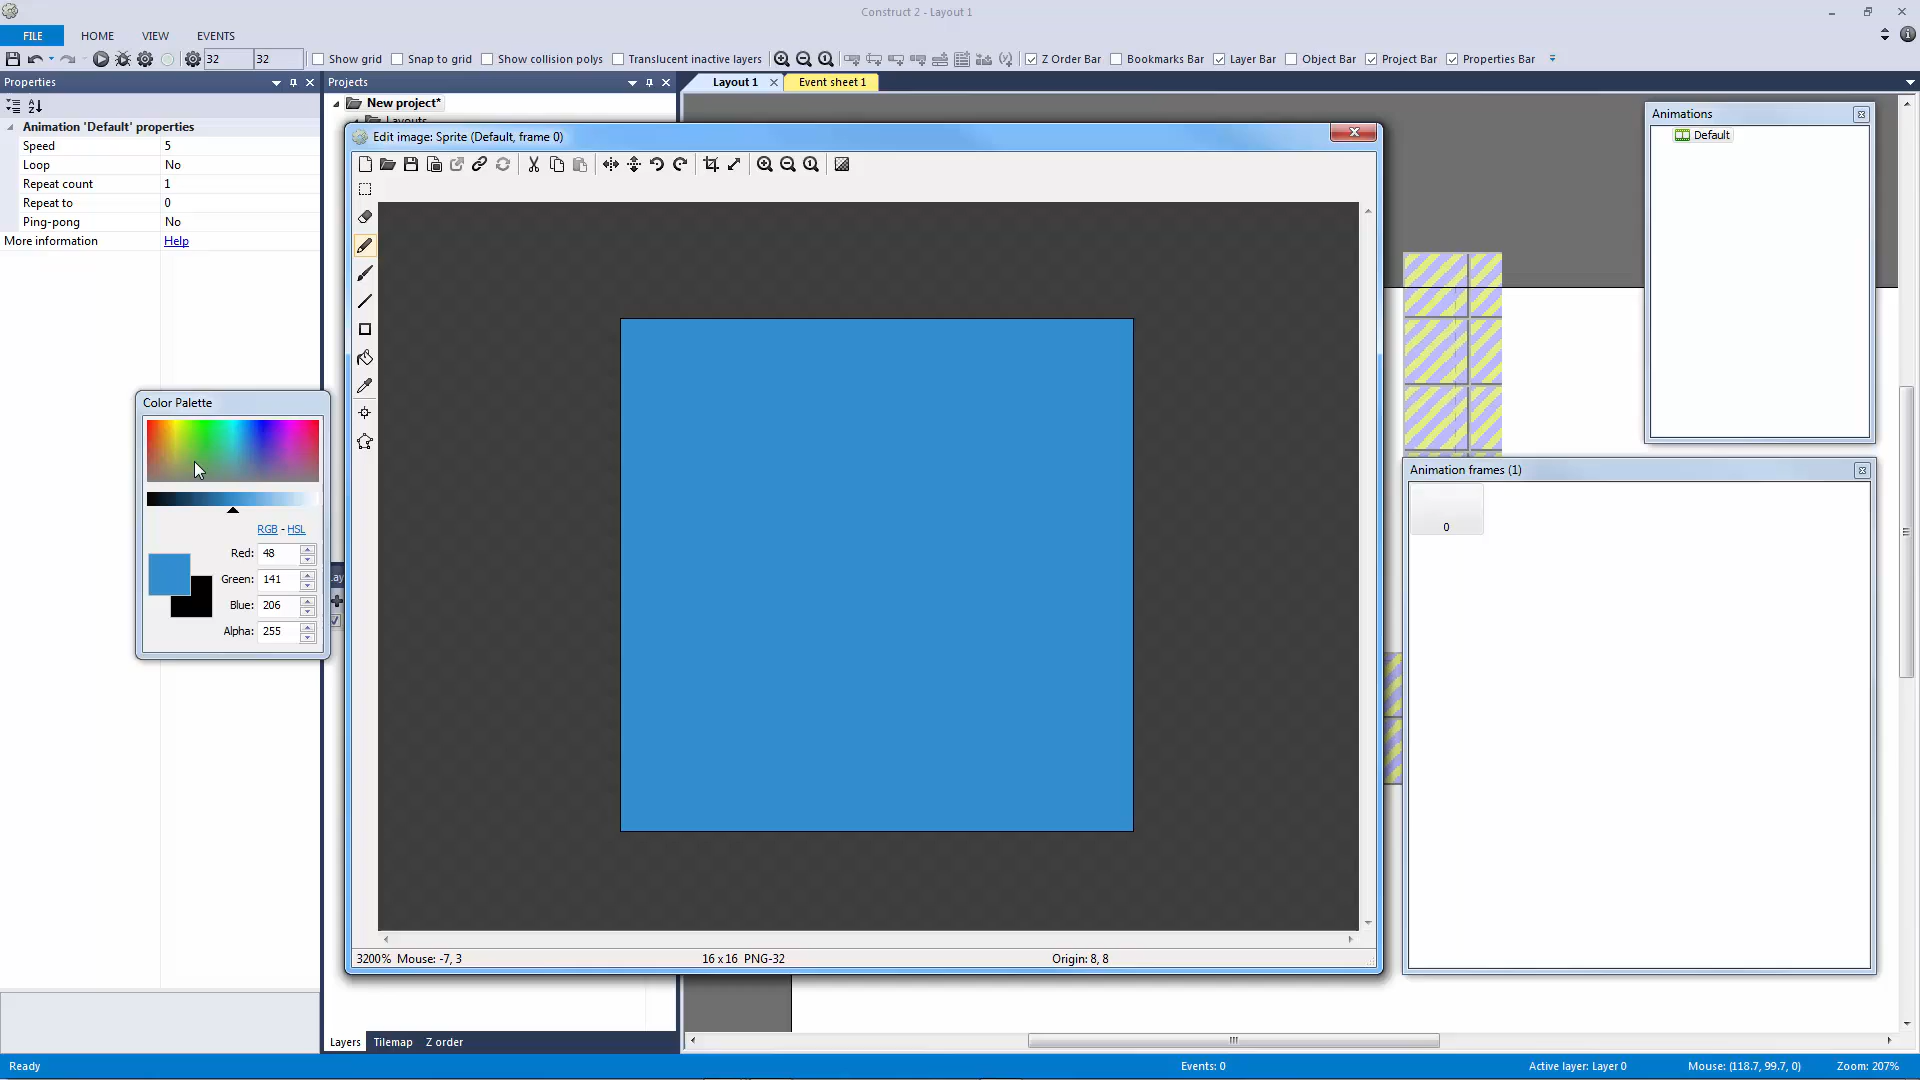 Construct 2 - Layout 1
FILE HOME VIEW EVENTS
32 32 Show grid Snap to grid Show collision polys Translucent inactive layers Z Order Bar Bookmarks Bar Layer Bar Object Bar Project Bar Properties Bar
Properties
Projects
Layout 1
Event sheet 1
New project*
Layouts
Animation 'Default' properties
Speed 5
Loop No
Repeat count 1
Repeat to 0
Ping-pong No
More information Help
Edit image: Sprite (Default, frame 0)
Animations
Default
Color Palette
RGB - HSL
Red: 48
Green: 141
Blue: 206
Alpha: 255
Lay
Animation frames (1)
0
3200% Mouse: -7, 3
16 x 16 PNG-32
Origin: 8, 8
Layers Tilemap Z order
Ready
Events: 0
Active layer: Layer 0
Mouse: (118.7, 99.7, 0)
Zoom: 207%